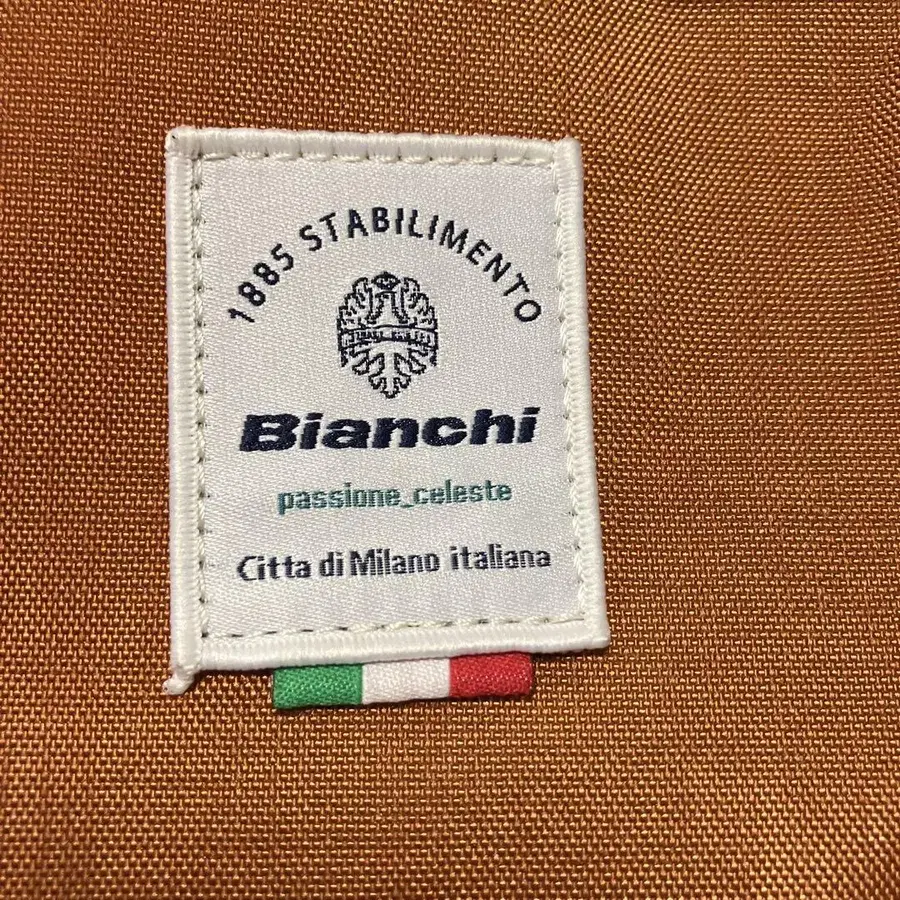 1885 STABILIMENTO
Bianchi
passione_celeste
Citta di Milano italiana